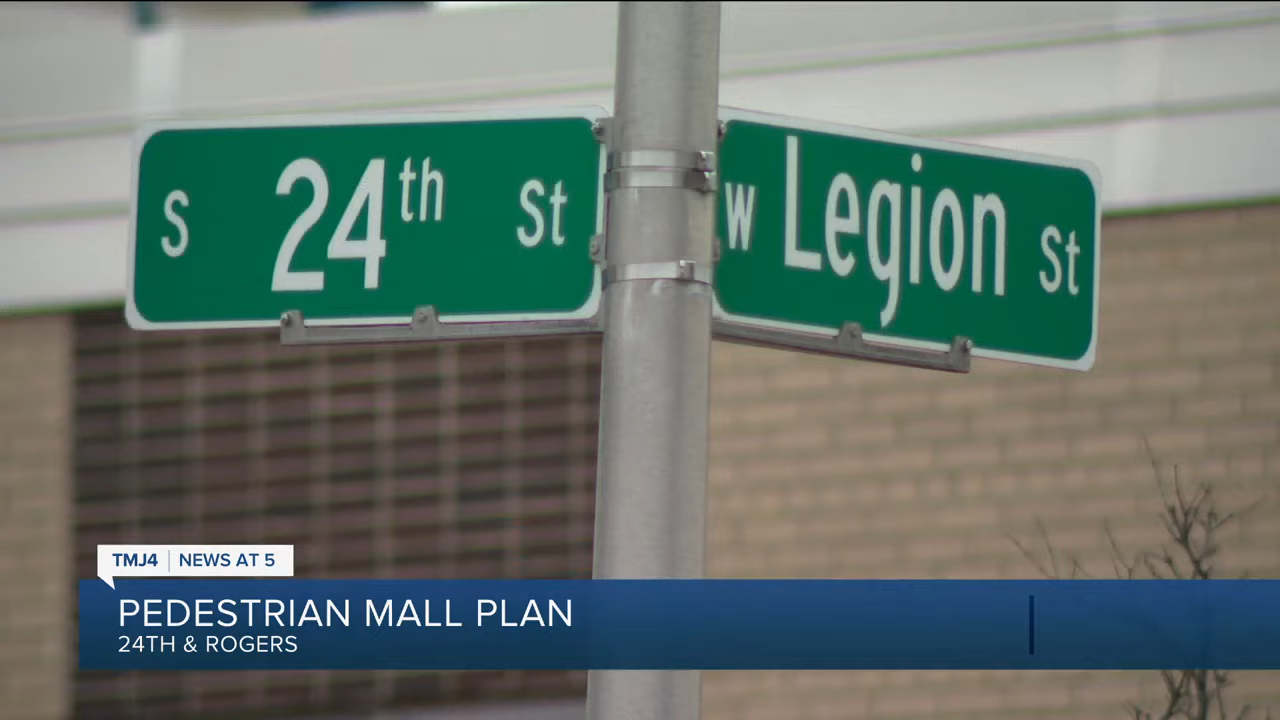 S 24th St
W Legion St
TMJ4 | NEWS AT 5
PEDESTRIAN MALL PLAN
24TH & ROGERS